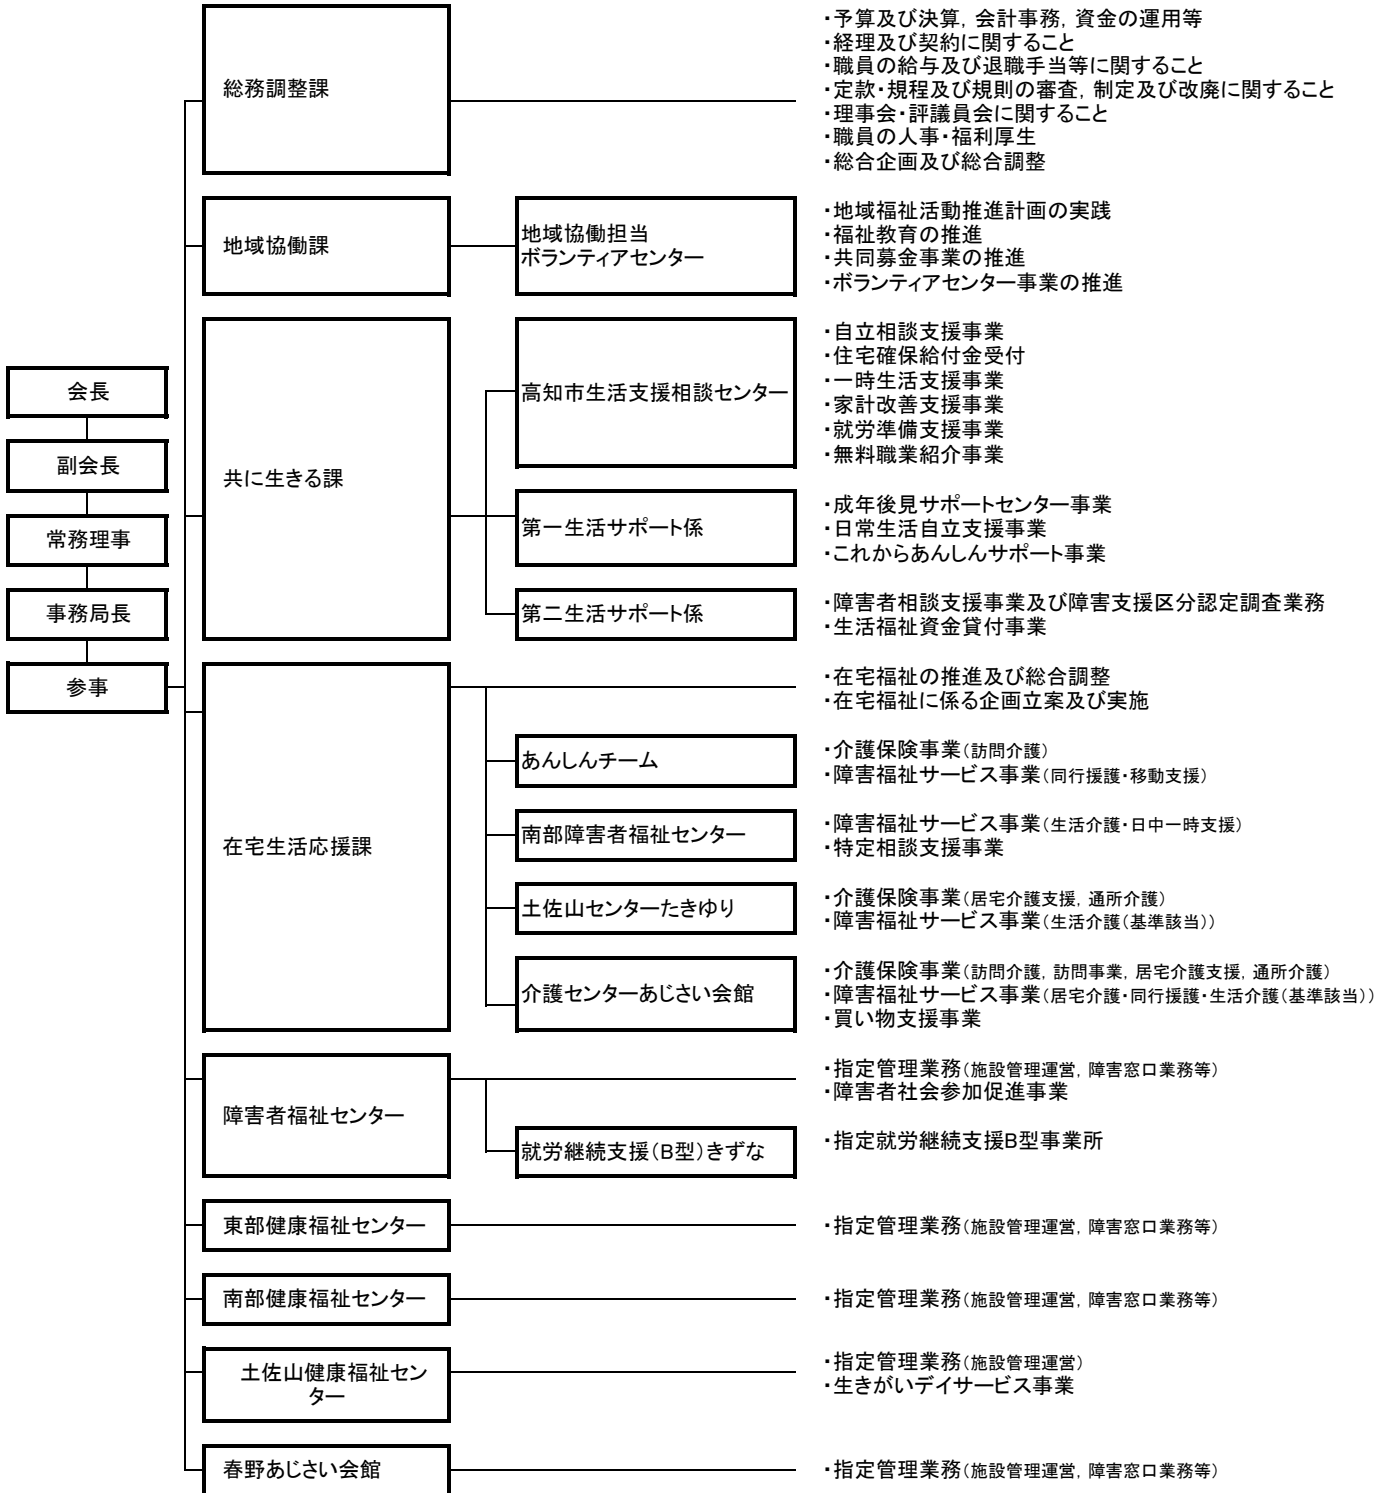 会長
副会長
常務理事
事務局長
参事
総務調整課
・予算及び決算，会計事務，資金の運用等
・経理及び契約に関すること
・職員の給与及び退職手当等に関すること
・定款・規程及び規則の審査，制定及び改廃に関すること
・理事会・評議員会に関すること
・職員の人事・福利厚生
・総合企画及び総合調整
地域協働課
地域協働担当
ボランティアセンター
・地域福祉活動推進計画の実践
・福祉教育の推進
・共同募金事業の推進
・ボランティアセンター事業の推進
共に生きる課
高知市生活支援相談センター
・自立相談支援事業
・住宅確保給付金受付
・一時生活支援事業
・家計改善支援事業
・就労準備支援事業
・無料職業紹介事業
第一生活サポート係
・成年後見サポートセンター事業
・日常生活自立支援事業
・これからあんしんサポート事業
第二生活サポート係
・障害者相談支援事業及び障害支援区分認定調査業務
・生活福祉資金貸付事業
在宅生活応援課
・在宅福祉の推進及び総合調整
・在宅福祉に係る企画立案及び実施
あんしんチーム
・介護保険事業（訪問介護）
・障害福祉サービス事業（同行援護・移動支援）
南部障害者福祉センター
・障害福祉サービス事業（生活介護・日中一時支援）
・特定相談支援事業
土佐山センターたきゆり
・介護保険事業（居宅介護支援，通所介護）
・障害福祉サービス事業（生活介護（基準該当））
介護センターあじさい会館
・介護保険事業（訪問介護，訪問事業，居宅介護支援，通所介護）
・障害福祉サービス事業（居宅介護・同行援護・生活介護（基準該当））
・買い物支援事業
障害者福祉センター
・指定管理業務（施設管理運営，障害窓口業務等）
・障害者社会参加促進事業
就労継続支援（B型）きずな
・指定就労継続支援B型事業所
東部健康福祉センター
・指定管理業務（施設管理運営，障害窓口業務等）
南部健康福祉センター
・指定管理業務（施設管理運営，障害窓口業務等）
土佐山健康福祉セン
ター
・指定管理業務（施設管理運営）
・生きがいデイサービス事業
春野あじさい会館
・指定管理業務（施設管理運営，障害窓口業務等）